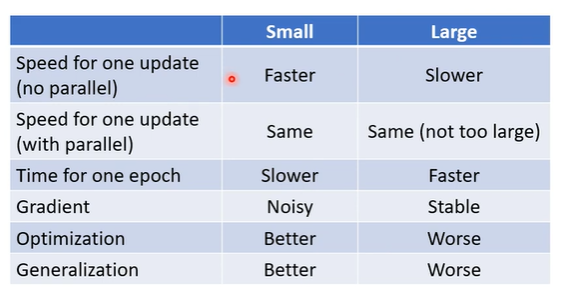 Small Large
Speed for one update
(no parallel) Faster Slower
Speed for one update
(with parallel) Same Same (not too large)
Time for one epoch Slower Faster
Gradient Noisy Stable
Optimization Better Worse
Generalization Better Worse